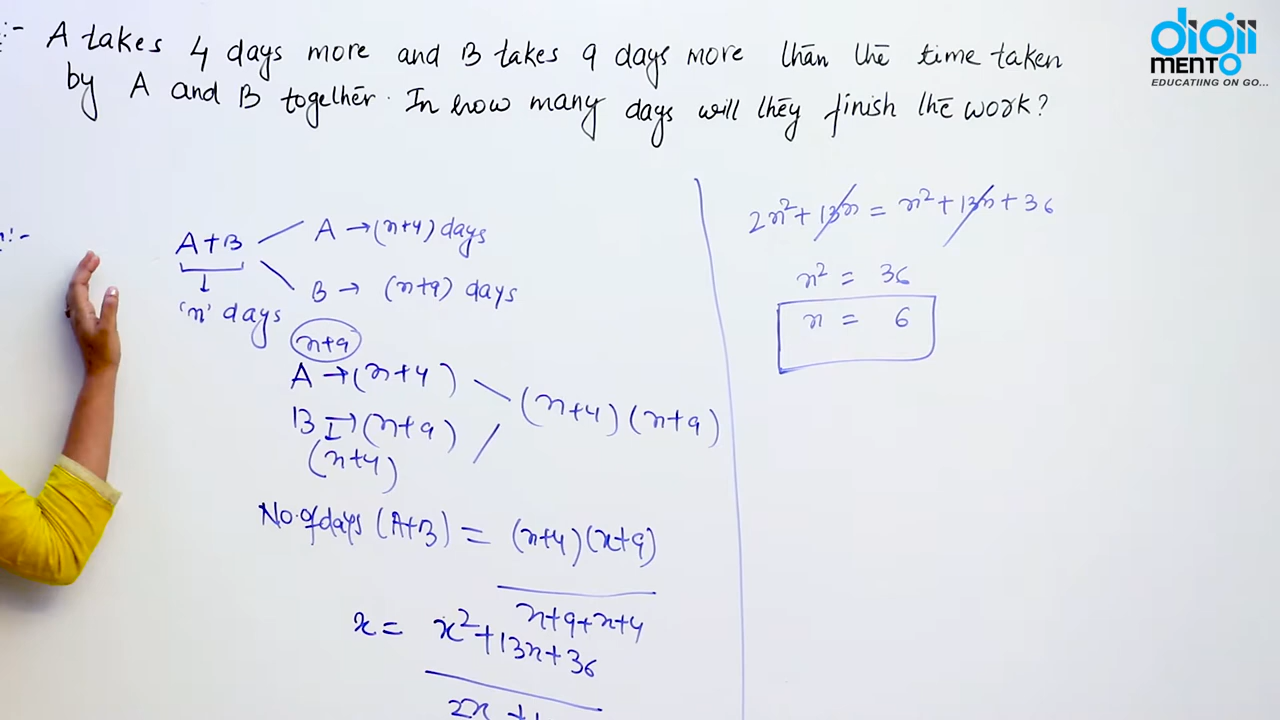 :- A takes 4 days more and B takes 9 days more than the time taken
by A and B together. In how many days will they finish the work?
digii
MENTO
EDUCATIING ON GO...
n:-
A+B
A → (x+4) days
B → (x+9) days
'x' days
x+9
A → (x+4)
(x+4)(x+9)
B → (x+9)
(x+4)
No. of days (A+B) = (x+4)(x+9)
x+9+x+4
x = x²+13x+36
2x +1
2x²+13x = x²+13x+36
x² = 36
x = 6